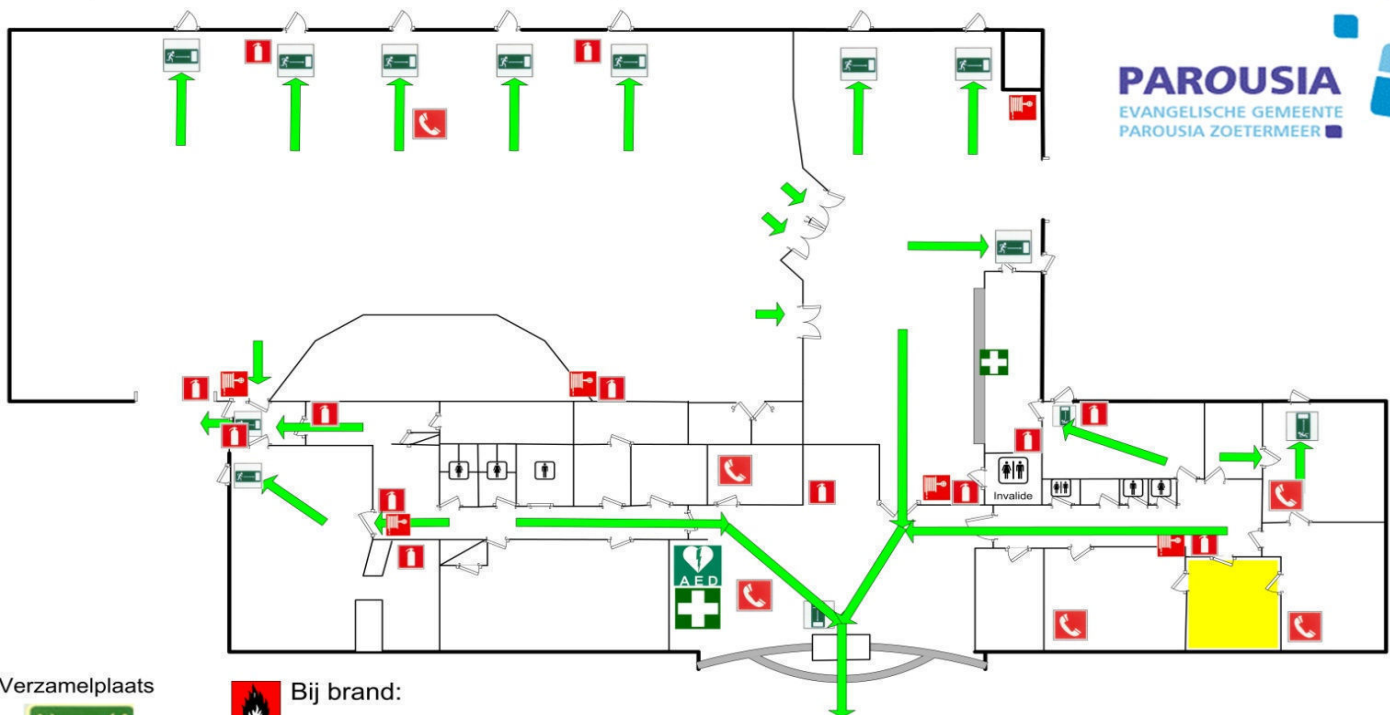 PAROUSIA
EVANGELISCHE GEMEENTE
PAROUSIA ZOETERMEER
Invalide
AED
Verzamelplaats
Bij brand: